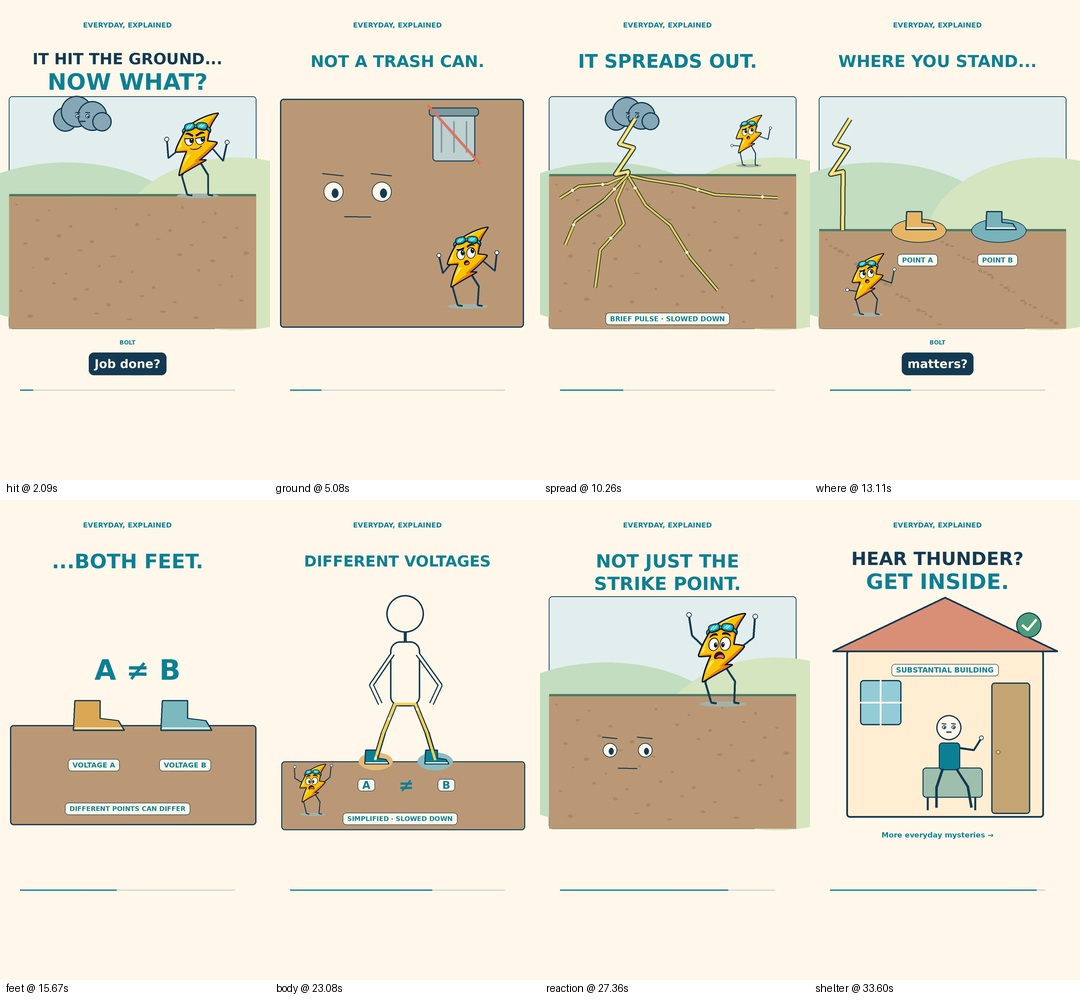 EVERYDAY, EXPLAINED
IT HIT THE GROUND...
NOW WHAT?
BOLT
Job done?
hit @ 2.09s
EVERYDAY, EXPLAINED
NOT A TRASH CAN.
ground @ 5.08s
EVERYDAY, EXPLAINED
IT SPREADS OUT.
BRIEF PULSE · SLOWED DOWN
spread @ 10.26s
EVERYDAY, EXPLAINED
WHERE YOU STAND...
POINT A
POINT B
BOLT
matters?
where @ 13.11s
EVERYDAY, EXPLAINED
...BOTH FEET.
A ≠ B
VOLTAGE A
VOLTAGE B
DIFFERENT POINTS CAN DIFFER
feet @ 15.67s
EVERYDAY, EXPLAINED
DIFFERENT VOLTAGES
A ≠ B
SIMPLIFIED · SLOWED DOWN
body @ 23.08s
EVERYDAY, EXPLAINED
NOT JUST THE
STRIKE POINT.
reaction @ 27.36s
EVERYDAY, EXPLAINED
HEAR THUNDER?
GET INSIDE.
SUBSTANTIAL BUILDING
More everyday mysteries →
shelter @ 33.60s